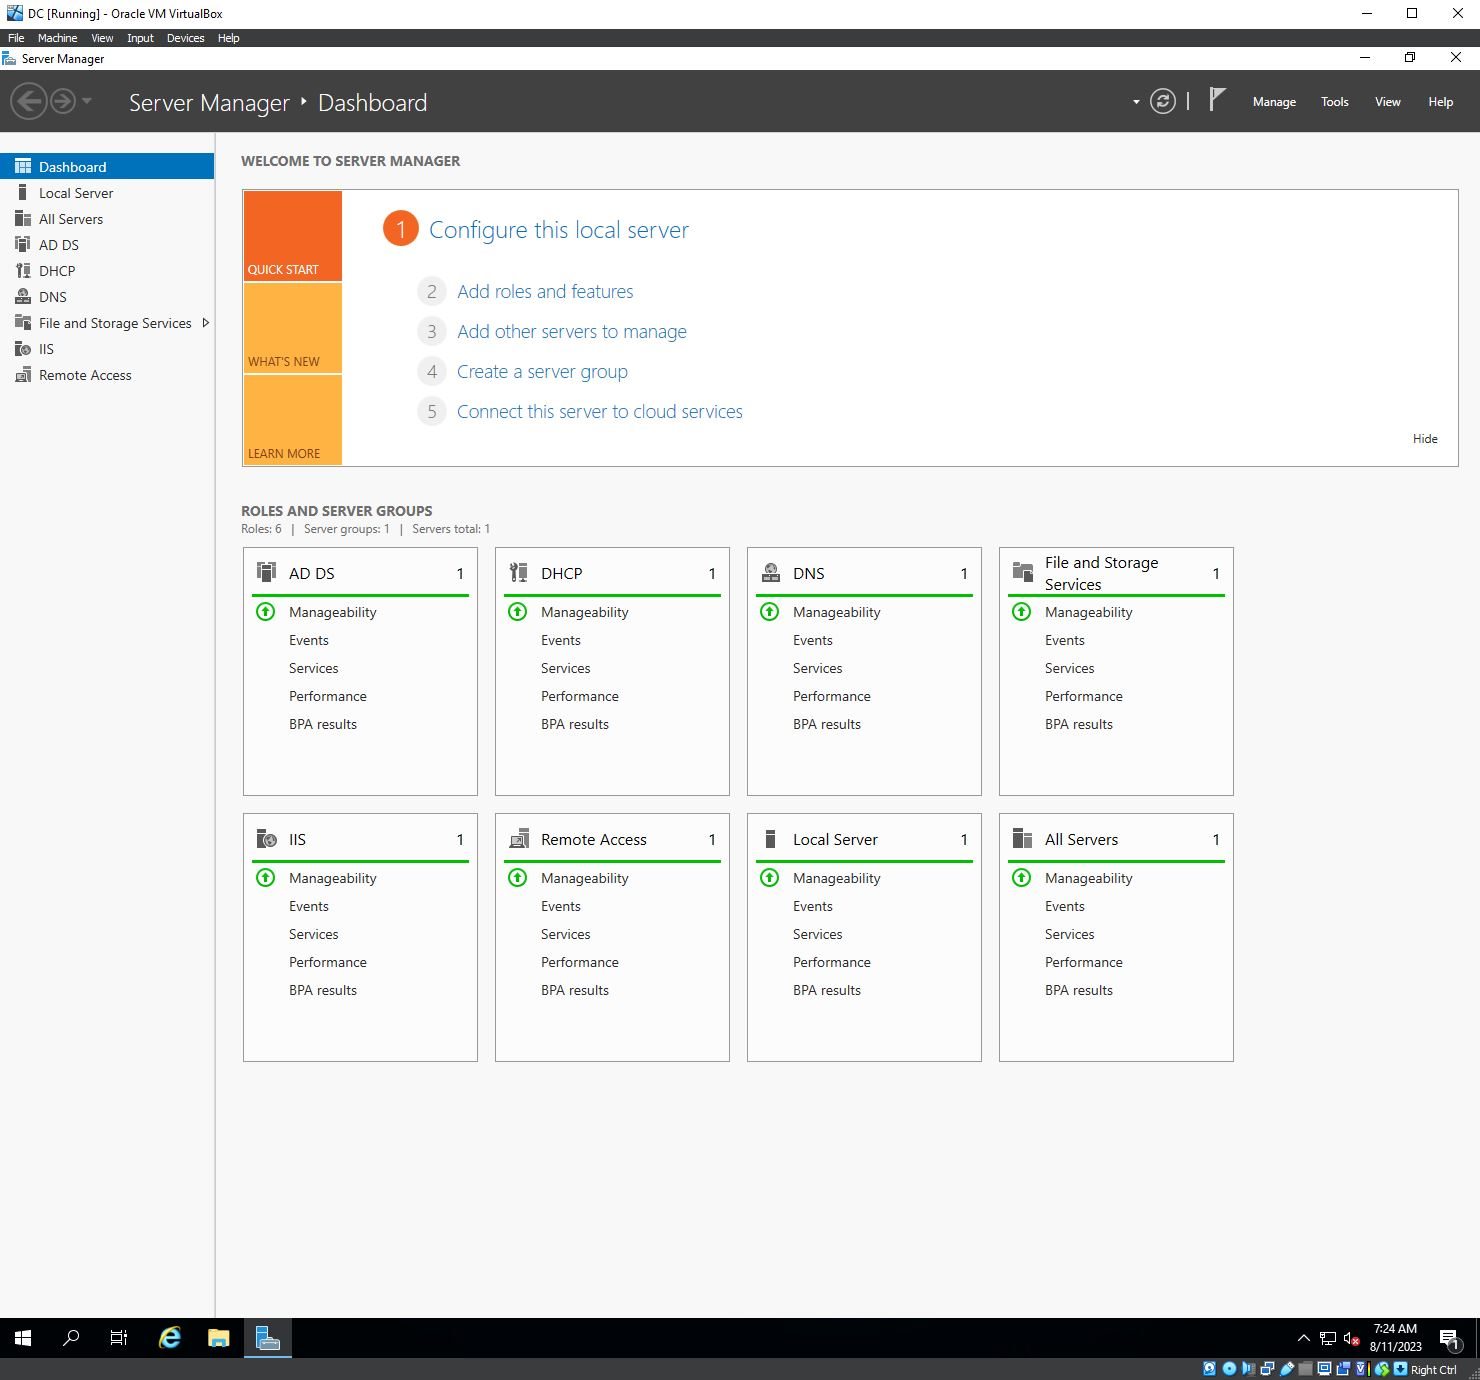 DC [Running] - Oracle VM VirtualBox
File Machine View Input Devices Help
Server Manager
Server Manager Dashboard
Manage Tools View Help
Dashboard
Local Server
All Servers
AD DS
DHCP
DNS
File and Storage Services
IIS
Remote Access
WELCOME TO SERVER MANAGER
QUICK START
WHAT'S NEW
LEARN MORE
1 Configure this local server
2 Add roles and features
3 Add other servers to manage
4 Create a server group
5 Connect this server to cloud services
Hide
ROLES AND SERVER GROUPS
Roles: 6 | Server groups: 1 | Servers total: 1
AD DS 1
Manageability
Events
Services
Performance
BPA results
DHCP 1
Manageability
Events
Services
Performance
BPA results
DNS 1
Manageability
Events
Services
Performance
BPA results
File and Storage
Services 1
Manageability
Events
Services
Performance
BPA results
IIS 1
Manageability
Events
Services
Performance
BPA results
Remote Access 1
Manageability
Events
Services
Performance
BPA results
Local Server 1
Manageability
Events
Services
Performance
BPA results
All Servers 1
Manageability
Events
Services
Performance
BPA results
7:24 AM
8/11/2023
1
Right Ctrl